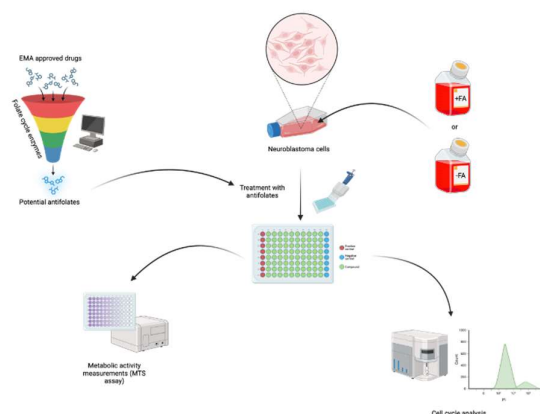 EMA approved drugs
Folate cycle enzymes
Potential antifolates
Neuroblastoma cells
+FA
or
-FA
Treatment with
antifolates
Metabolic activity
measurements (MTS
assay)
Count
Cell cycle analysis